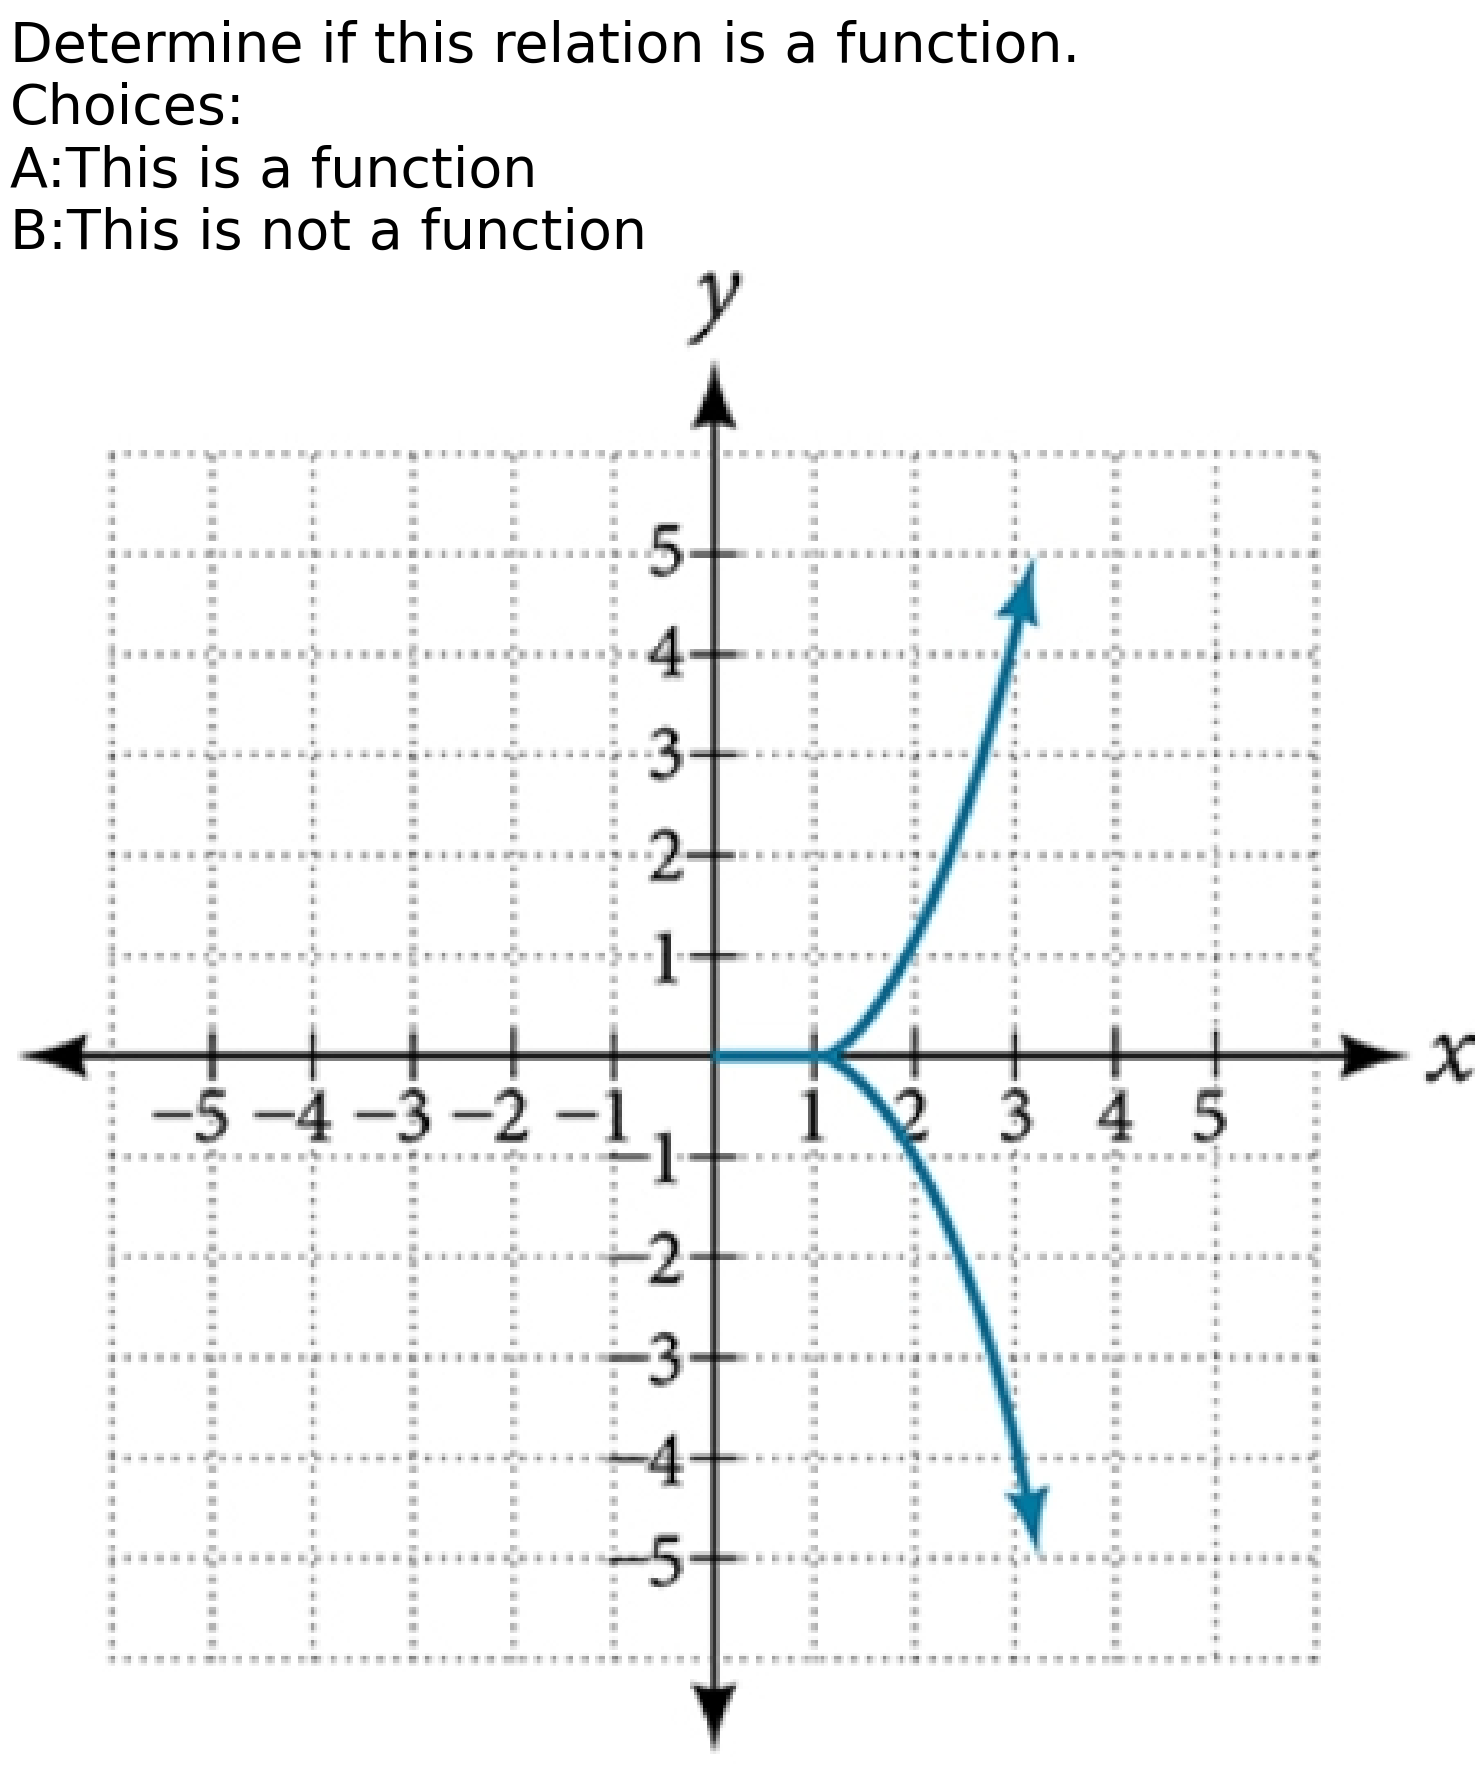 Determine if this relation is a function.
Choices:
A:This is a function
B:This is not a function
y
5
4
3
2
1
x
−5 −4 −3 −2 −1 1 2 3 4 5
−1
−2
−3
−4
−5